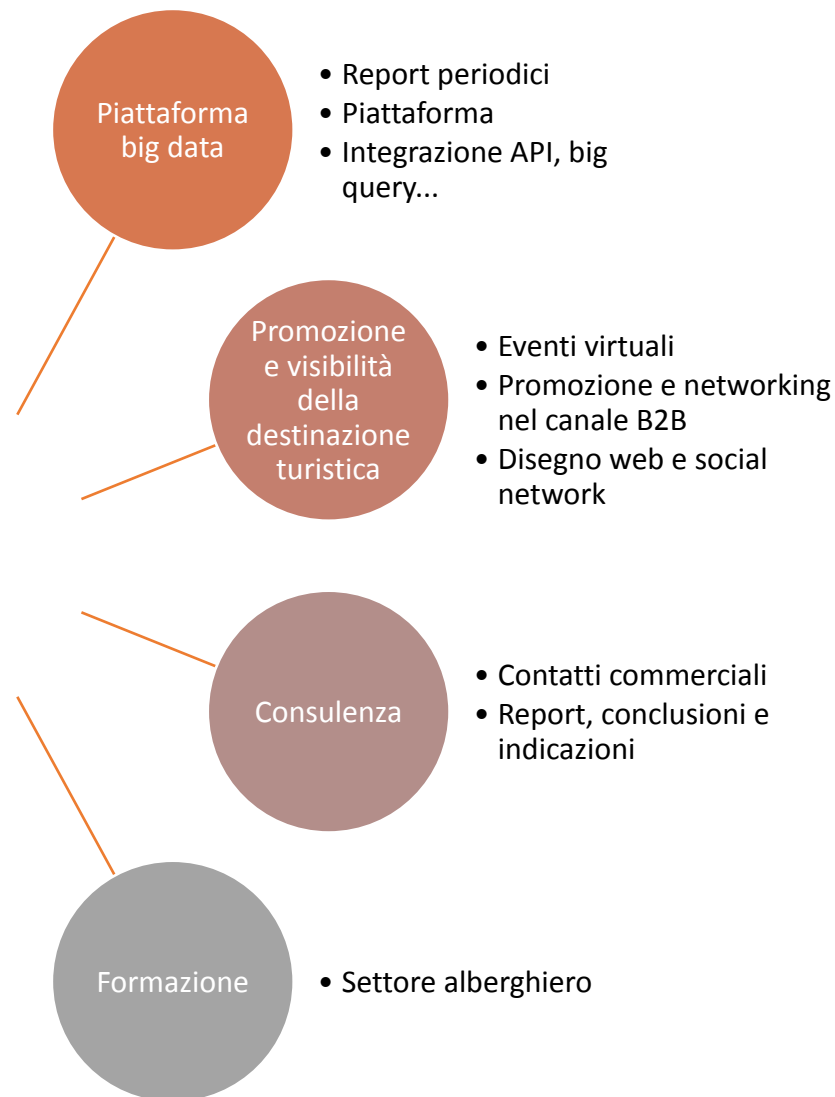 Piattaforma
big data
• Report periodici
• Piattaforma
• Integrazione API, big
query...
Promozione
e visibilità
della
destinazione
turistica
• Eventi virtuali
• Promozione e networking
nel canale B2B
• Disegno web e social
network
Consulenza
• Contatti commerciali
• Report, conclusioni e
indicazioni
Formazione
• Settore alberghiero